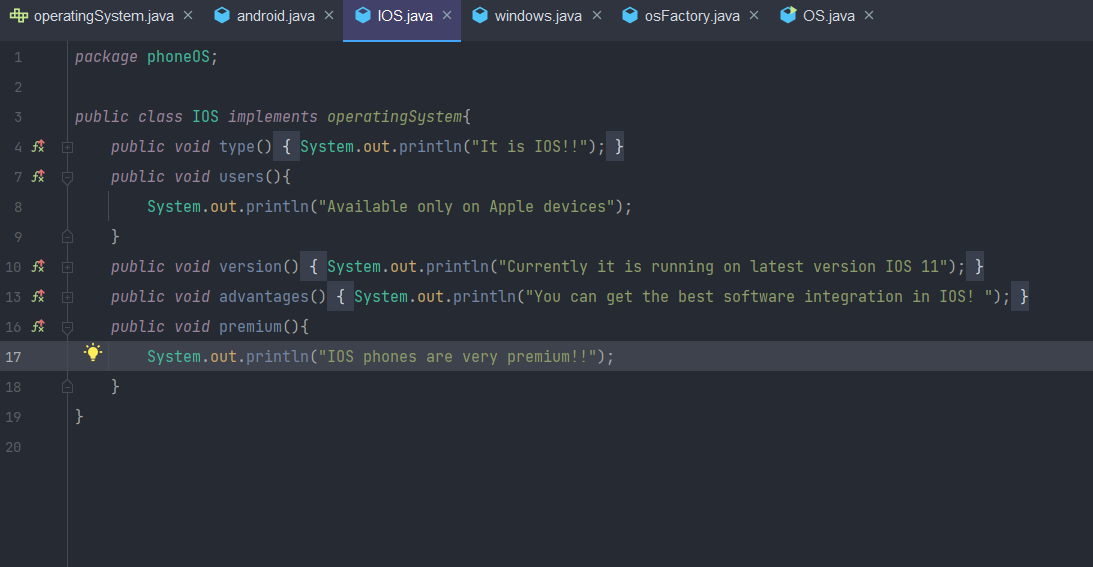 operatingSystem.java android.java IOS.java windows.java osFactory.java OS.java
1 package phoneOS;
2
3 public class IOS implements operatingSystem{
4 public void type() { System.out.println("It is IOS!!"); }
7 public void users(){
8 System.out.println("Available only on Apple devices");
9 }
10 public void version() { System.out.println("Currently it is running on latest version IOS 11"); }
13 public void advantages() { System.out.println("You can get the best software integration in IOS! "); }
16 public void premium(){
17 System.out.println("IOS phones are very premium!!");
18 }
19 }
20